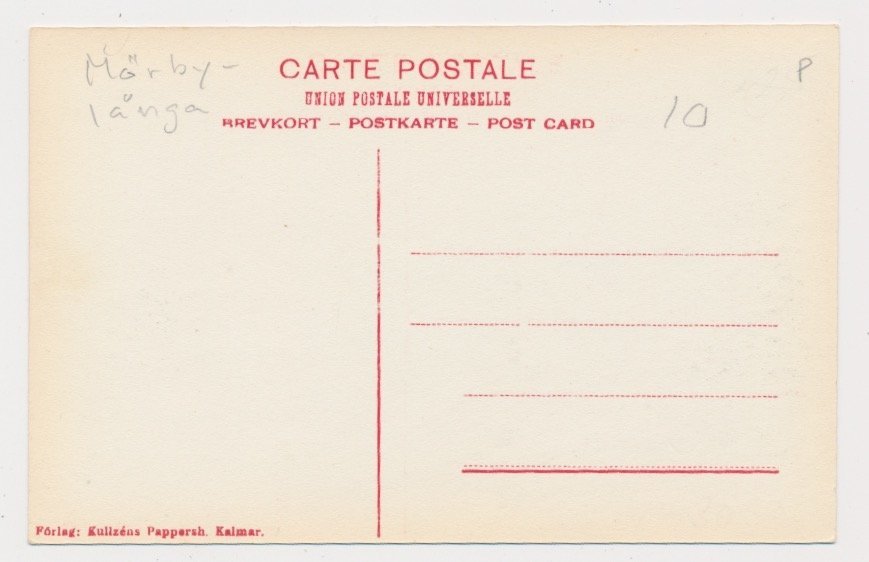 Mörby-
långa
CARTE POSTALE
UNION POSTALE UNIVERSELLE
BREVKORT – POSTKARTE – POST CARD
10
P
Förlag: Kullzéns Pappersh. Kalmar.